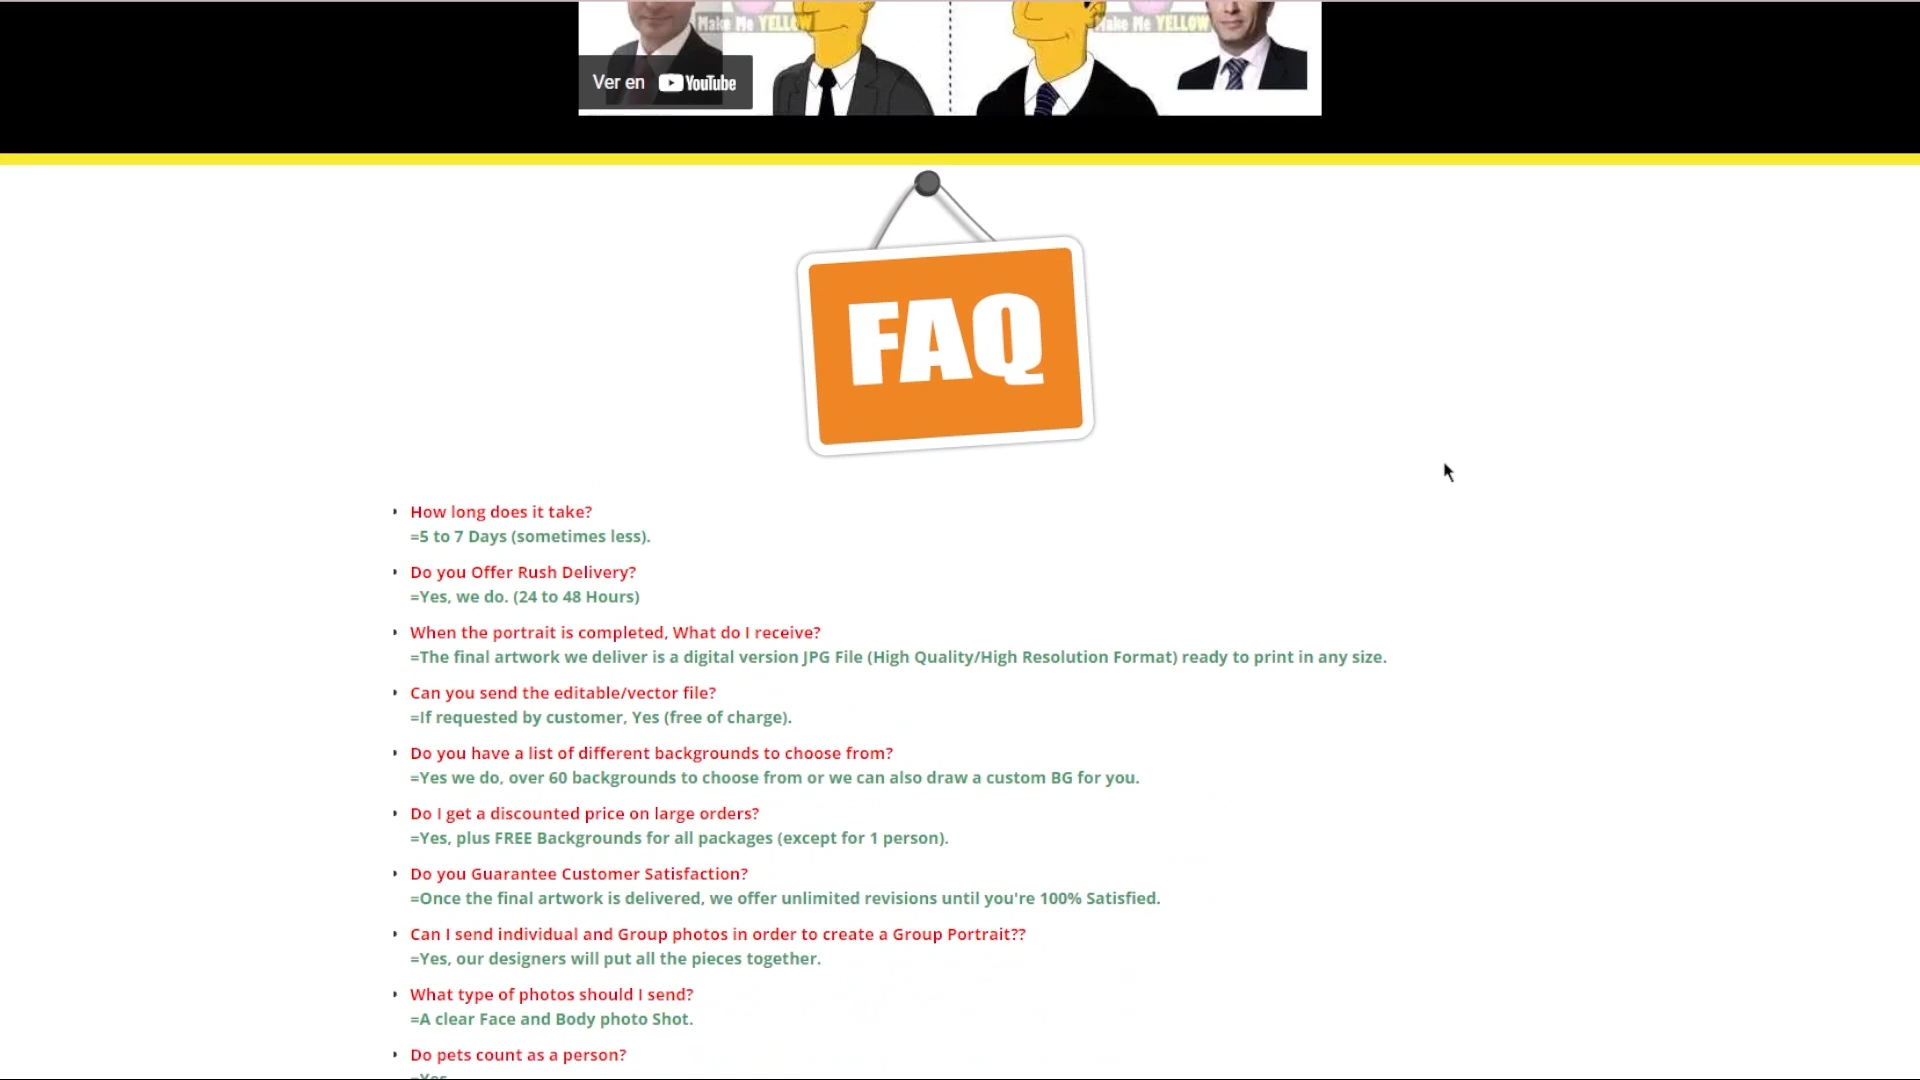 Make Me YELLOW
Make Me YELLOW
Ver en YouTube
FAQ
How long does it take?
=5 to 7 Days (sometimes less).
Do you Offer Rush Delivery?
=Yes, we do. (24 to 48 Hours)
When the portrait is completed, What do I receive?
=The final artwork we deliver is a digital version JPG File (High Quality/High Resolution Format) ready to print in any size.
Can you send the editable/vector file?
=If requested by customer, Yes (free of charge).
Do you have a list of different backgrounds to choose from?
=Yes we do, over 60 backgrounds to choose from or we can also draw a custom BG for you.
Do I get a discounted price on large orders?
=Yes, plus FREE Backgrounds for all packages (except for 1 person).
Do you Guarantee Customer Satisfaction?
=Once the final artwork is delivered, we offer unlimited revisions until you're 100% Satisfied.
Can I send individual and Group photos in order to create a Group Portrait??
=Yes, our designers will put all the pieces together.
What type of photos should I send?
=A clear Face and Body photo Shot.
Do pets count as a person?
=Yes